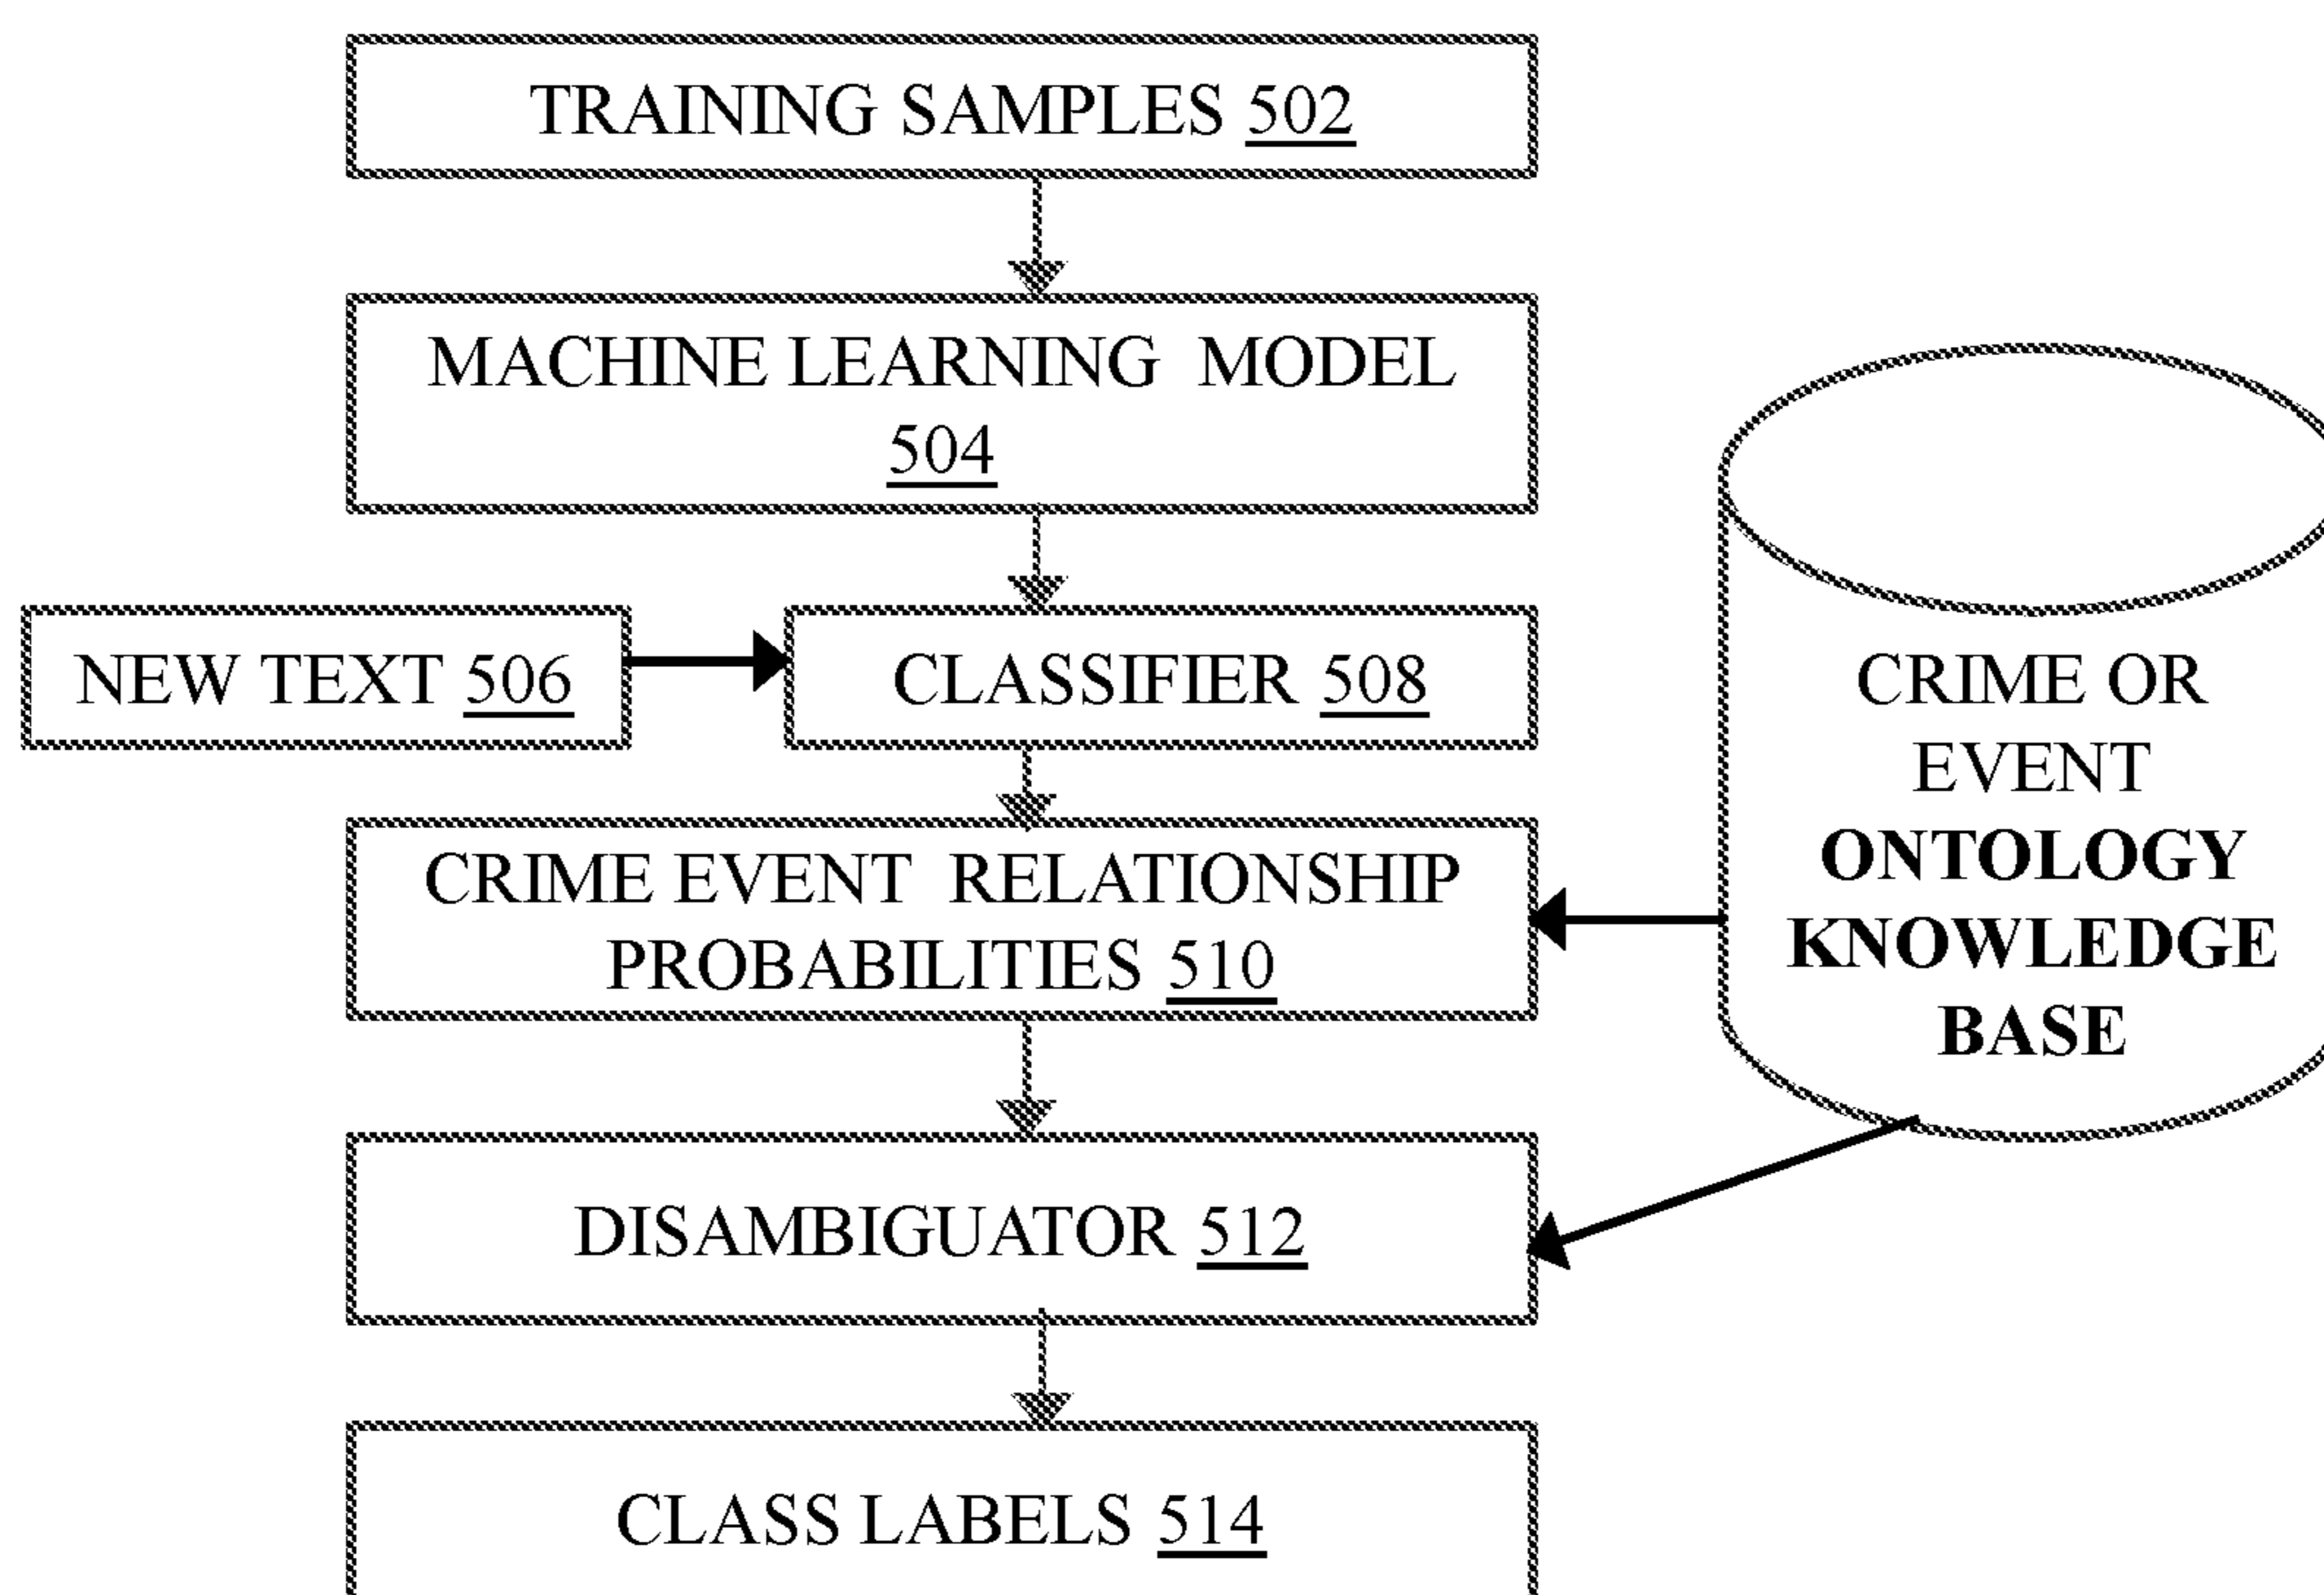 TRAINING SAMPLES 502
MACHINE LEARNING MODEL
504
NEW TEXT 506
CLASSIFIER 508
CRIME EVENT RELATIONSHIP
PROBABILITIES 510
CRIME OR
EVENT
ONTOLOGY
KNOWLEDGE
BASE
DISAMBIGUATOR 512
CLASS LABELS 514